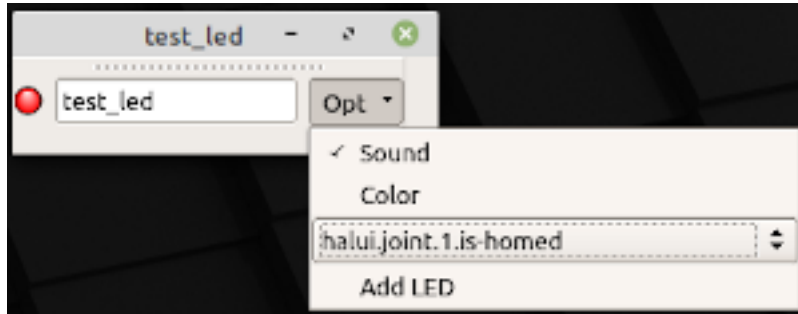 test_led
test_led Opt
Sound
Color
halui.joint.1.is-homed
Add LED